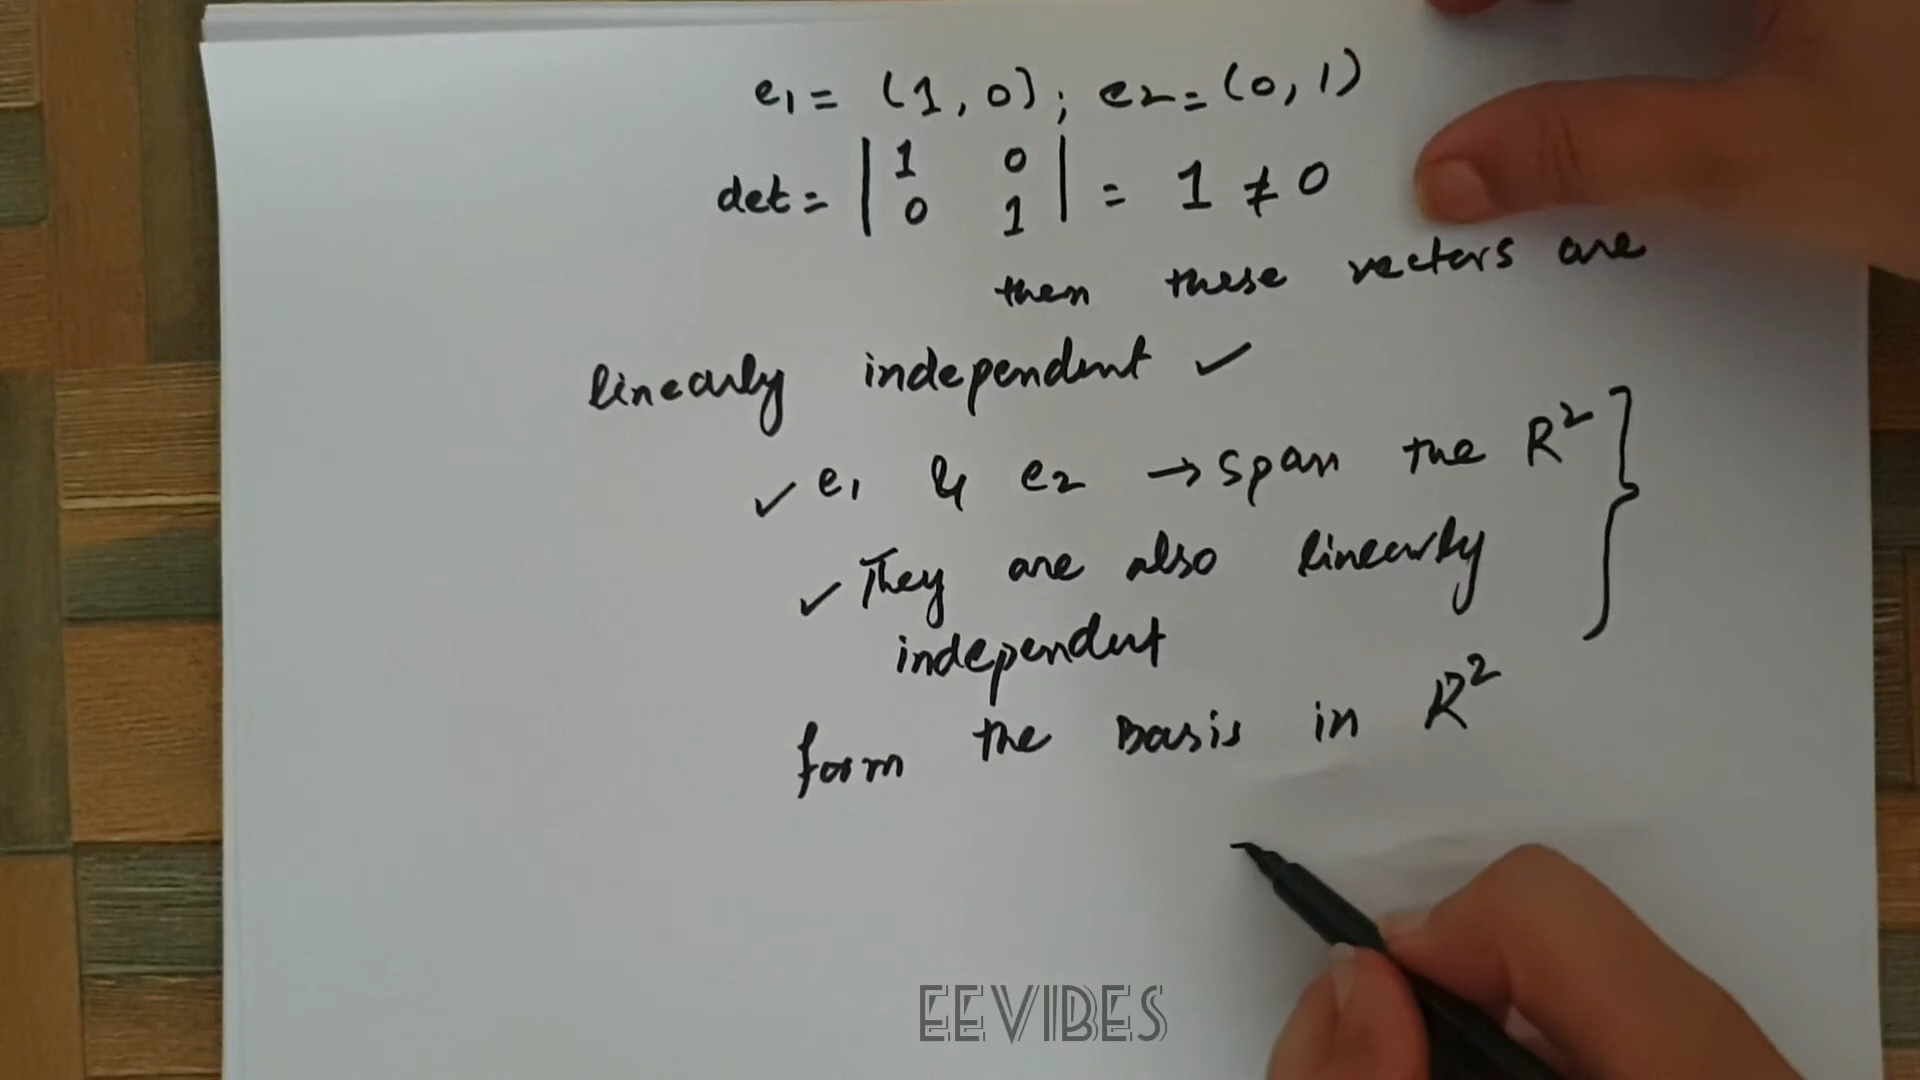 e1 = (1, 0) ; e2 = (0, 1)
det = | 1 0 | = 1 ≠ 0
| 0 1 |
then these vectors are
linearly independent ✓
✓ e1 & e2 → span the R²
✓ They are also linearly
independent
form the Basis in R²
EEVIBES